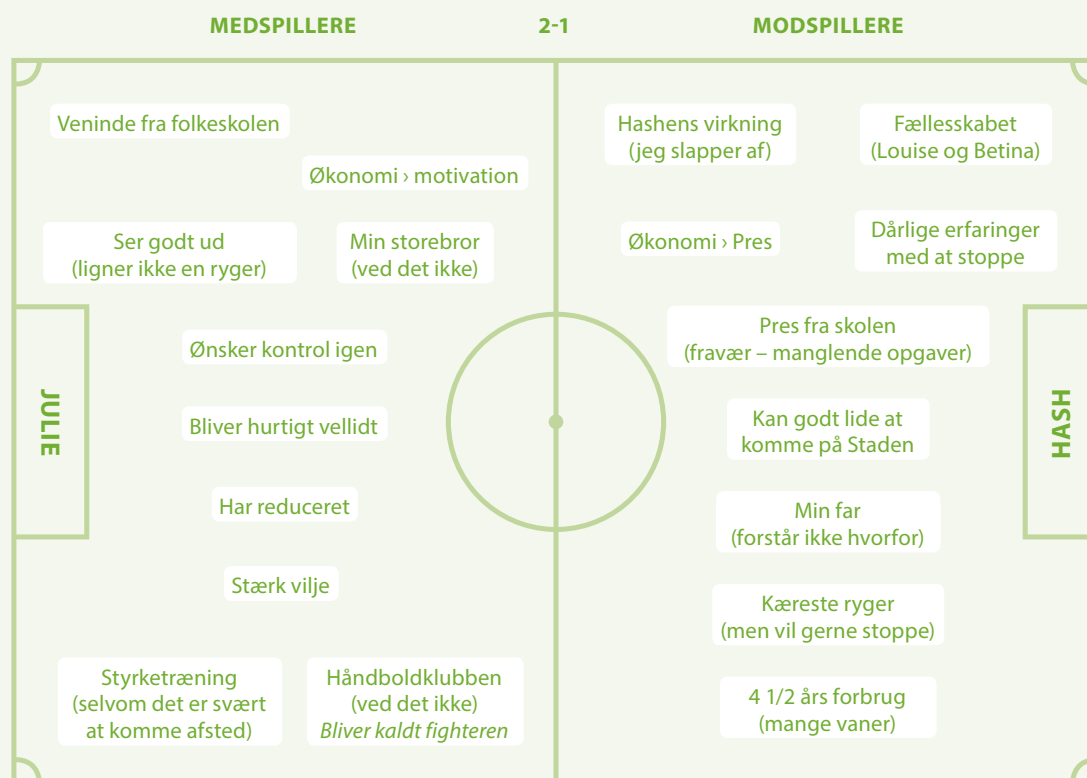 MEDSPILLERE
2-1
MODSPILLERE
JULIE
Veninde fra folkeskolen
Økonomi › motivation
Ser godt ud
(ligner ikke en ryger)
Min storebror
(ved det ikke)
Ønsker kontrol igen
Bliver hurtigt vellidt
Har reduceret
Stærk vilje
Styrketræning
(selvom det er svært
at komme afsted)
Håndboldklubben
(ved det ikke)
Bliver kaldt fighteren
Hashens virkning
(jeg slapper af)
Fællesskabet
(Louise og Betina)
Økonomi › Pres
Dårlige erfaringer
med at stoppe
Pres fra skolen
(fravær – manglende opgaver)
Kan godt lide at
komme på Staden
Min far
(forstår ikke hvorfor)
Kæreste ryger
(men vil gerne stoppe)
4 1/2 års forbrug
(mange vaner)
HASH